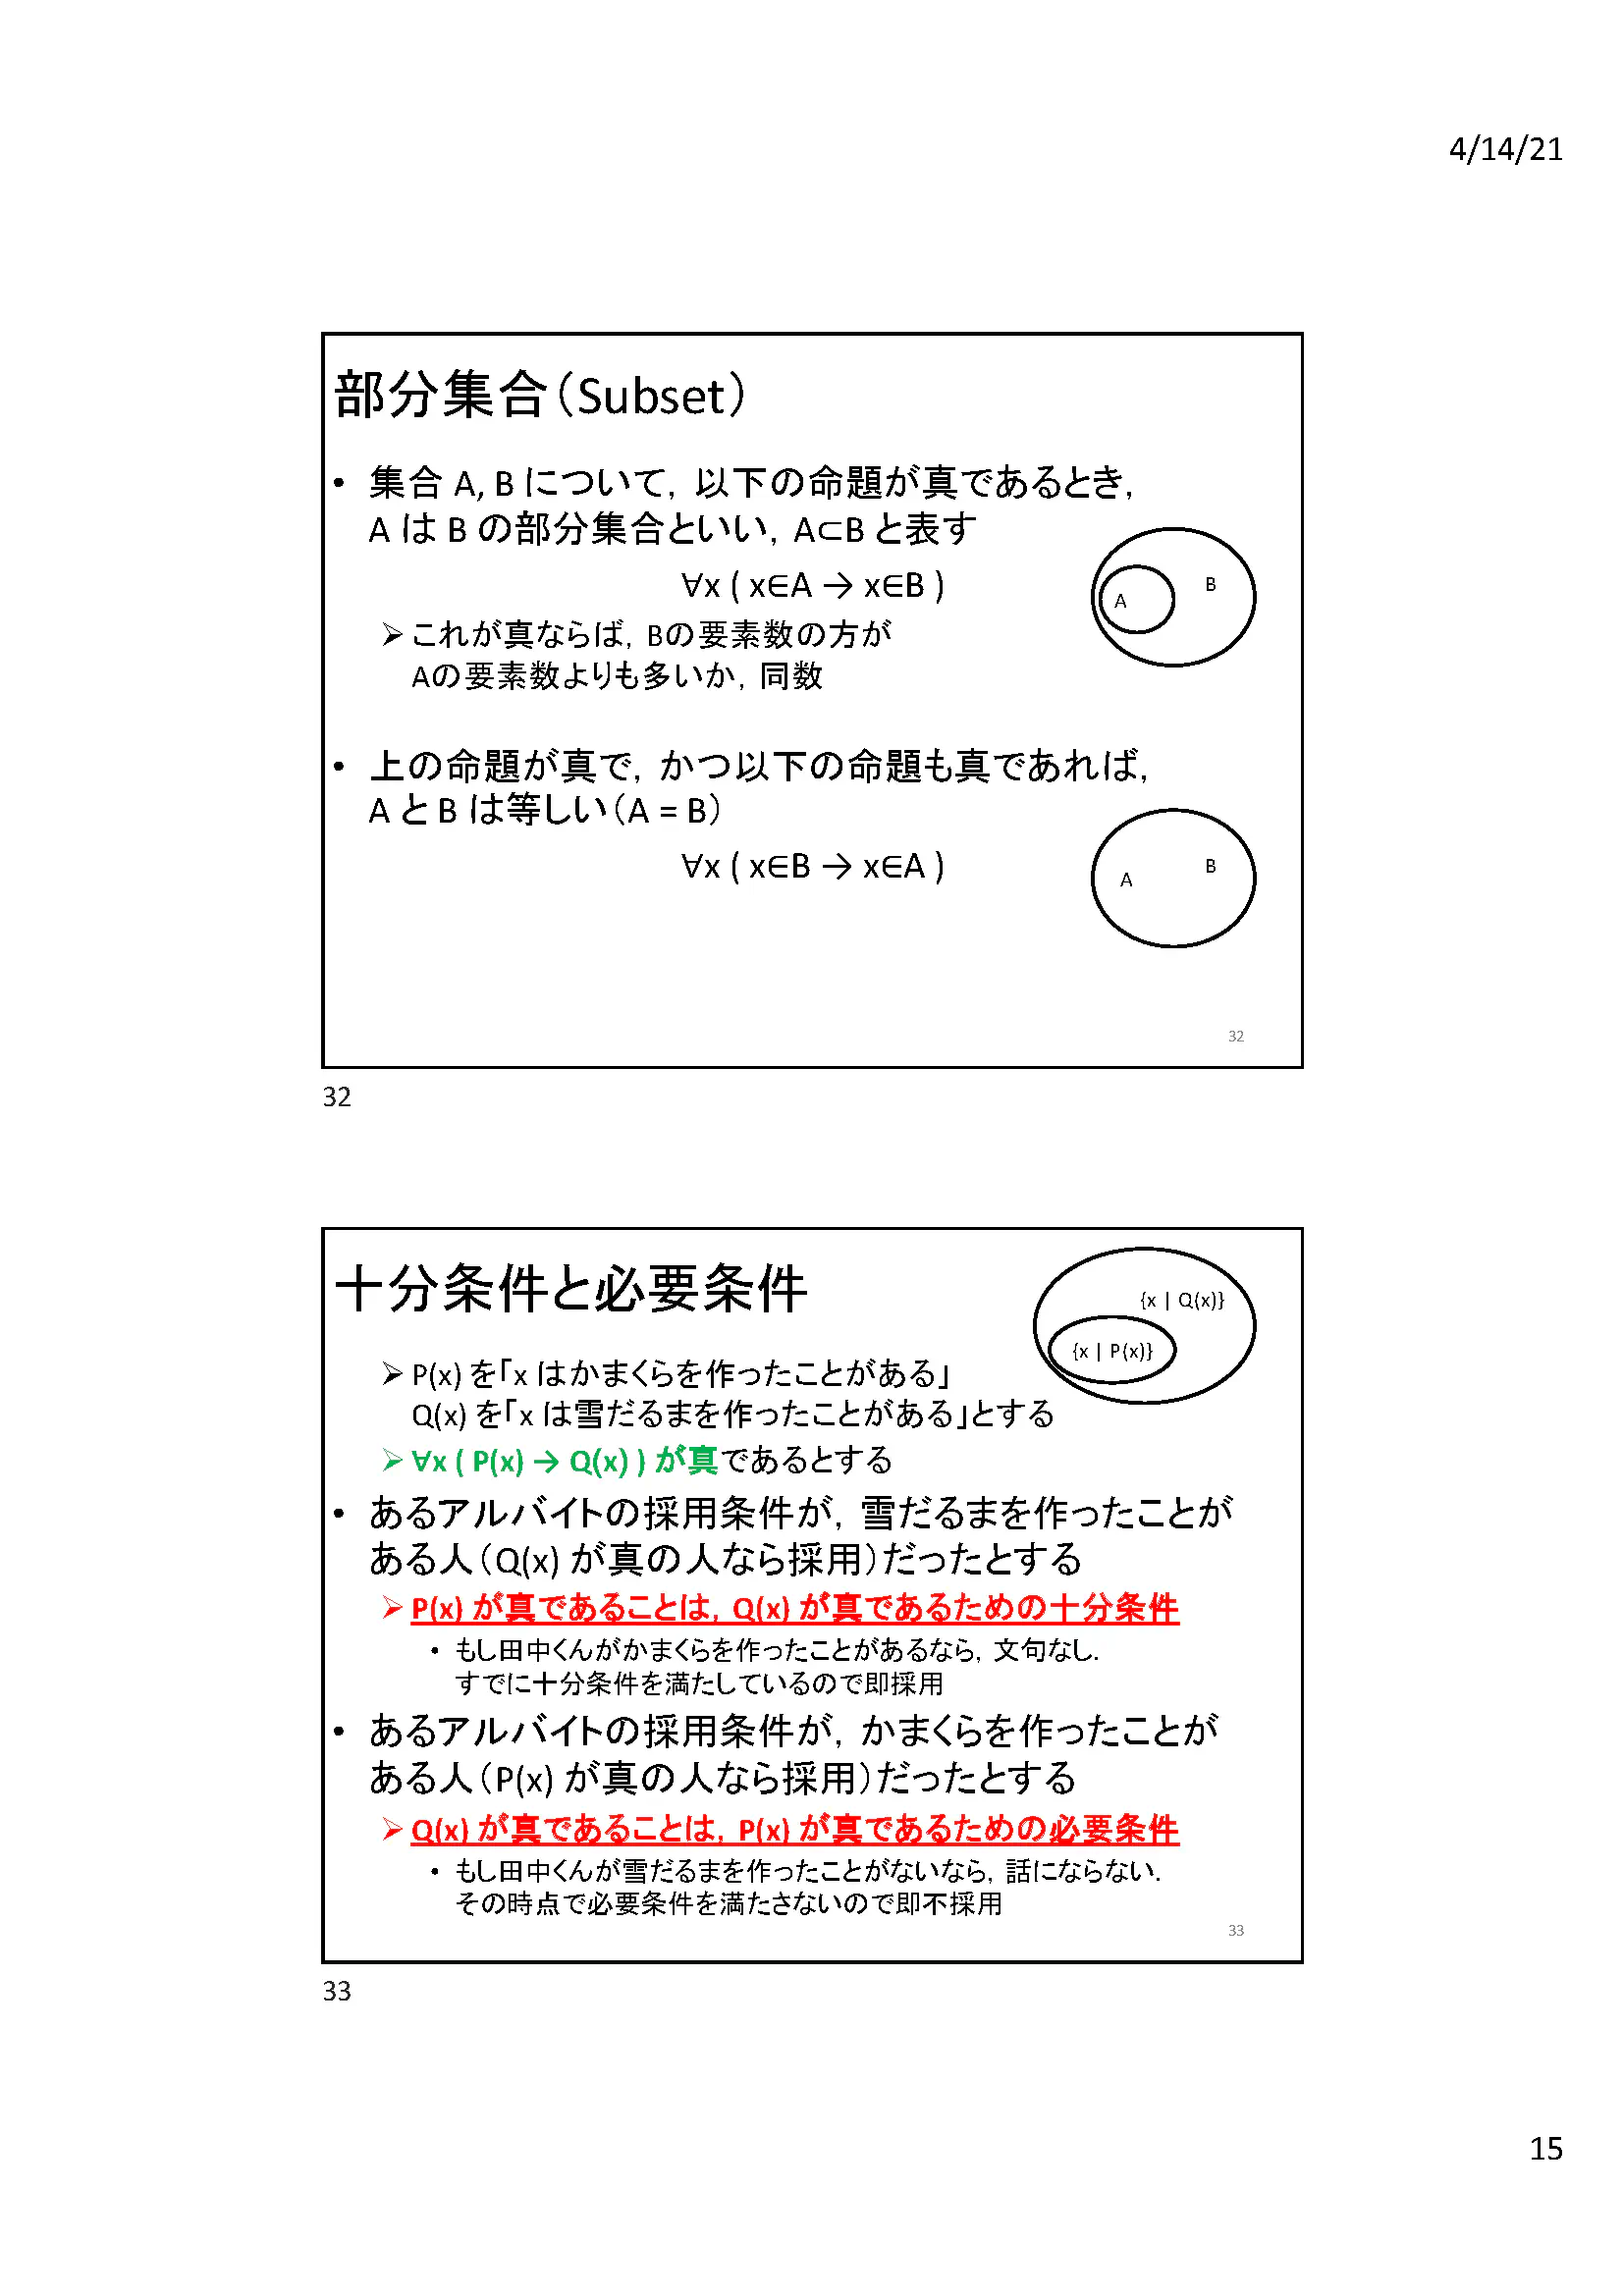 4/14/21
部分集合(Subset)
• 集合 A, B について，以下の命題が真であるとき，
A は B の部分集合といい，A⊂B と表す
∀x ( x∈A → x∈B )
➢ これが真ならば，Bの要素数の方が
Aの要素数よりも多いか，同数
A
B
• 上の命題が真で，かつ以下の命題も真であれば，
A と B は等しい（A = B）
∀x ( x∈B → x∈A )
A
B
32
32
十分条件と必要条件
{x | Q(x)}
{x | P(x)}
➢ P(x) を「x はかまくらを作ったことがある」
Q(x) を「x は雪だるまを作ったことがある」とする
➢ ∀x ( P(x) → Q(x) ) が真であるとする
• あるアルバイトの採用条件が，雪だるまを作ったことが
ある人（Q(x) が真の人なら採用）だったとする
➢ P(x) が真であることは，Q(x) が真であるための十分条件
• もし田中くんがかまくらを作ったことがあるなら，文句なし．
すでに十分条件を満たしているので即採用
• あるアルバイトの採用条件が，かまくらを作ったことが
ある人（P(x) が真の人なら採用）だったとする
➢ Q(x) が真であることは，P(x) が真であるための必要条件
• もし田中くんが雪だるまを作ったことがないなら，話にならない．
その時点で必要条件を満たさないので即不採用
33
33
15